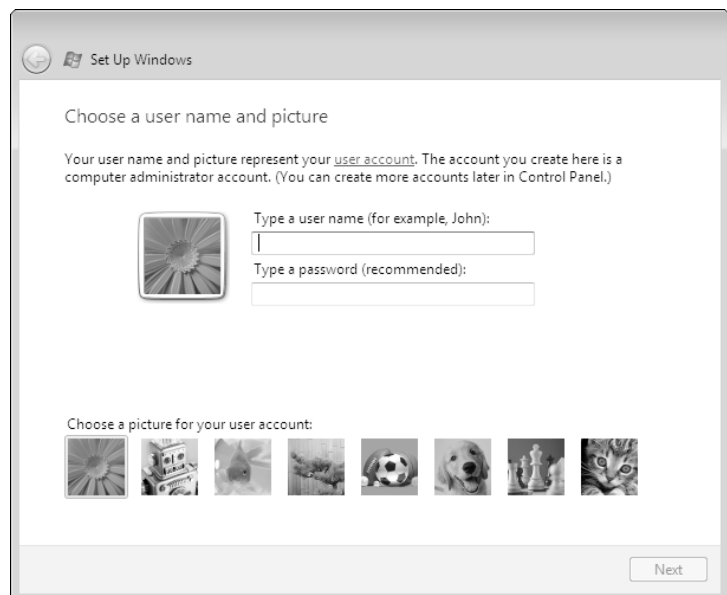 Set Up Windows
Choose a user name and picture
Your user name and picture represent your user account. The account you create here is a
computer administrator account. (You can create more accounts later in Control Panel.)
Type a user name (for example, John):
Type a password (recommended):
Choose a picture for your user account:
Next